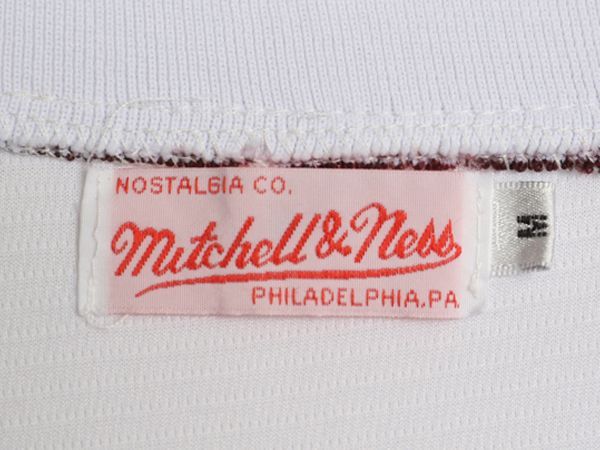 NOSTALGIA CO.
Mitchell & Ness
PHILADELPHIA, PA
M